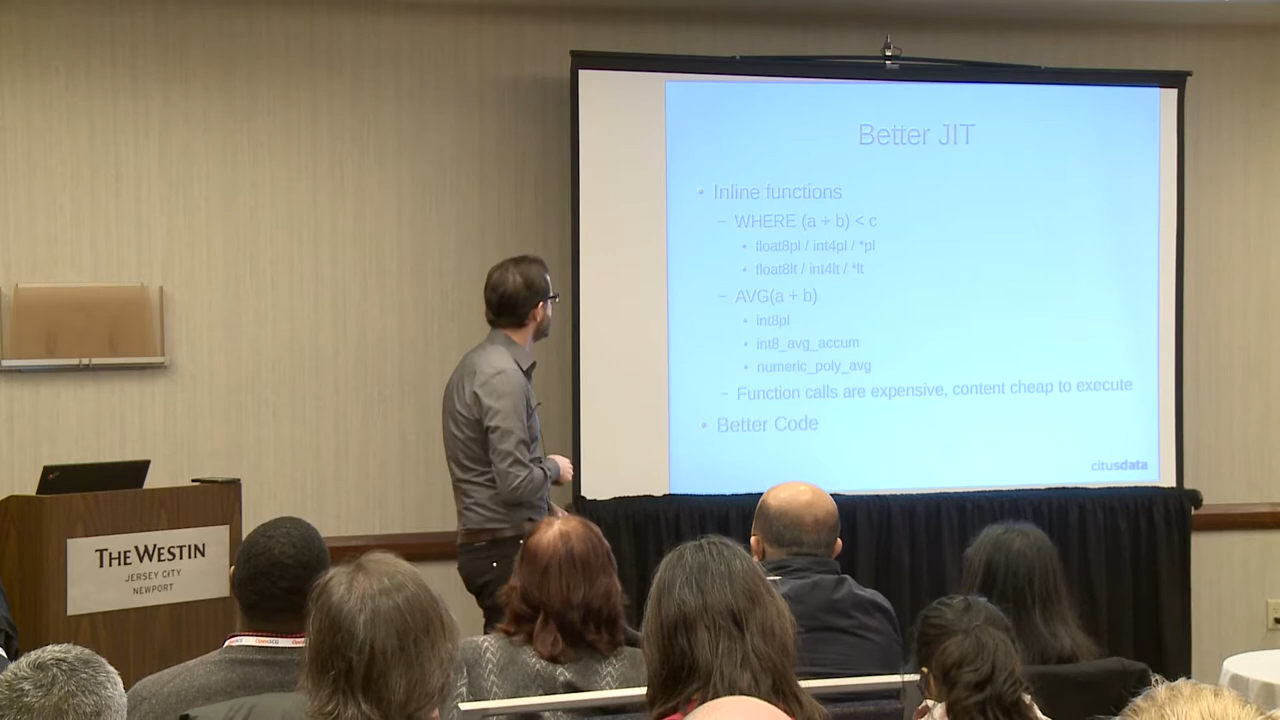 Better JIT
• Inline functions
– WHERE (a + b) < c
• float8pl / int4pl / *pl
• float8lt / int4lt / *lt
– AVG(a + b)
• int8pl
• int8_avg_accum
• numeric_poly_avg
– Function calls are expensive, content cheap to execute
• Better Code
citusdata
THE WESTIN
JERSEY CITY
NEWPORT
OpenSCG